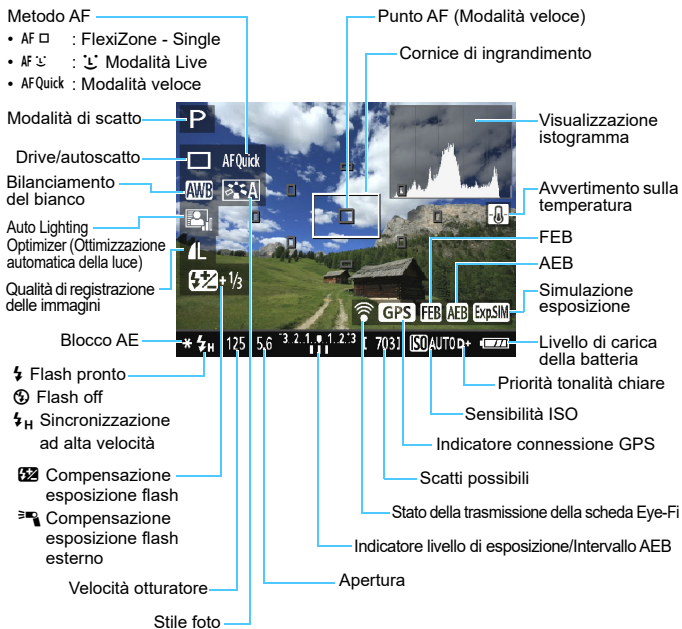 Metodo AF
• AF □ : FlexiZone - Single
• AF : Modalità Live
• AFQuick : Modalità veloce
Modalità di scatto
Drive/autoscatto
Bilanciamento
del bianco
Auto Lighting
Optimizer (Ottimizzazione
automatica della luce)
Qualità di registrazione
delle immagini
Blocco AE
Flash pronto
Flash off
H Sincronizzazione
ad alta velocità
Compensazione
esposizione flash
Compensazione
esposizione flash
esterno
Velocità otturatore
Stile foto
Punto AF (Modalità veloce)
Cornice di ingrandimento
Visualizzazione
istogramma
Avvertimento sulla
temperatura
FEB
AEB
Simulazione
esposizione
Livello di carica
della batteria
Priorità tonalità chiare
Sensibilità ISO
Indicatore connessione GPS
Scatti possibili
Stato della trasmissione della scheda Eye-Fi
Indicatore livello di esposizione/Intervallo AEB
Apertura
P
AFQuick
AWB
A
L
+1/3
GPS FEB AEB Exp.SIM
* H 125 5.6 -3..2..1..▼..1..2.+3 [ 7031 ISO AUTO D+